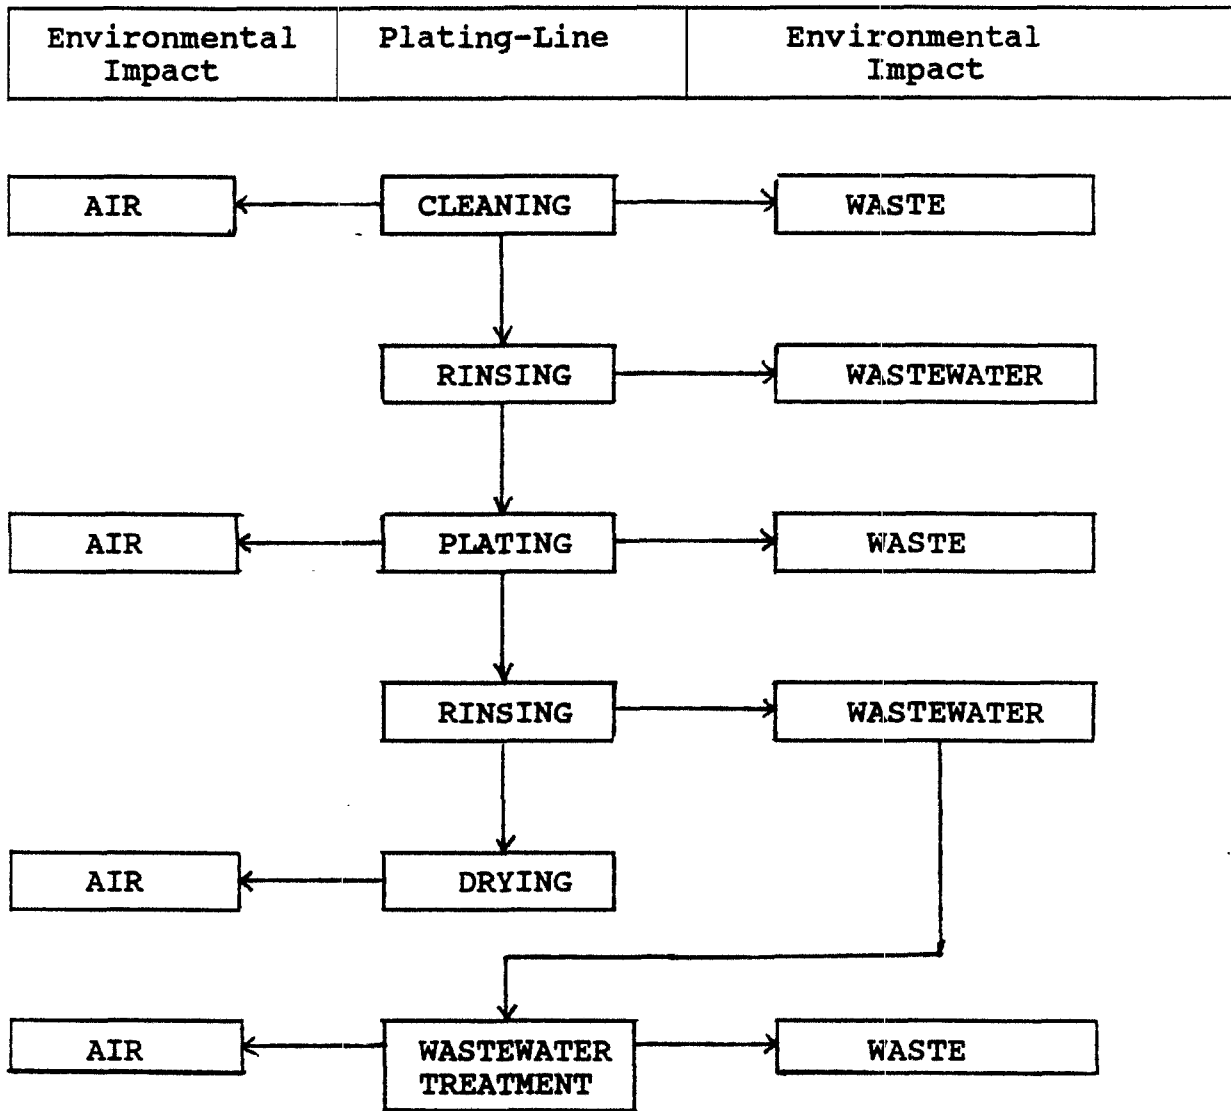 Environmental Impact
Plating-Line
Environmental Impact
AIR
CLEANING
WASTE
RINSING
WASTEWATER
AIR
PLATING
WASTE
RINSING
WASTEWATER
AIR
DRYING
AIR
WASTEWATER
TREATMENT
WASTE